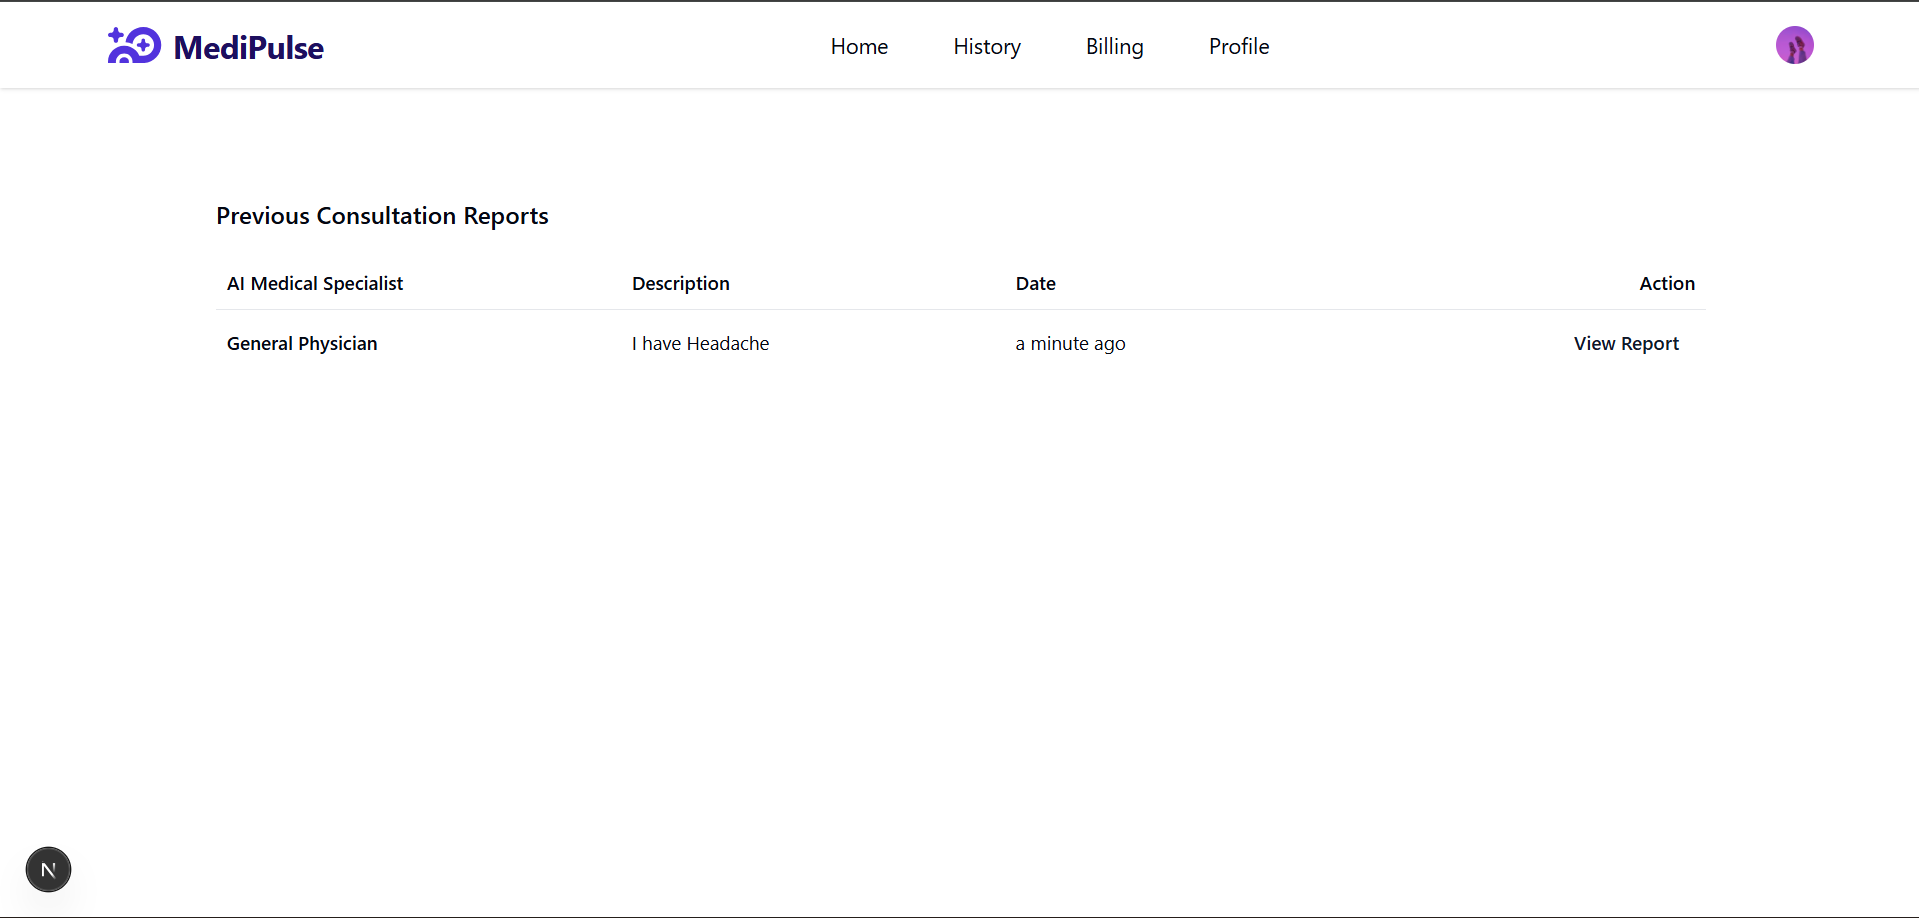 MediPulse Home History Billing Profile
Previous Consultation Reports
AI Medical Specialist Description Date Action
General Physician I have Headache a minute ago View Report
N